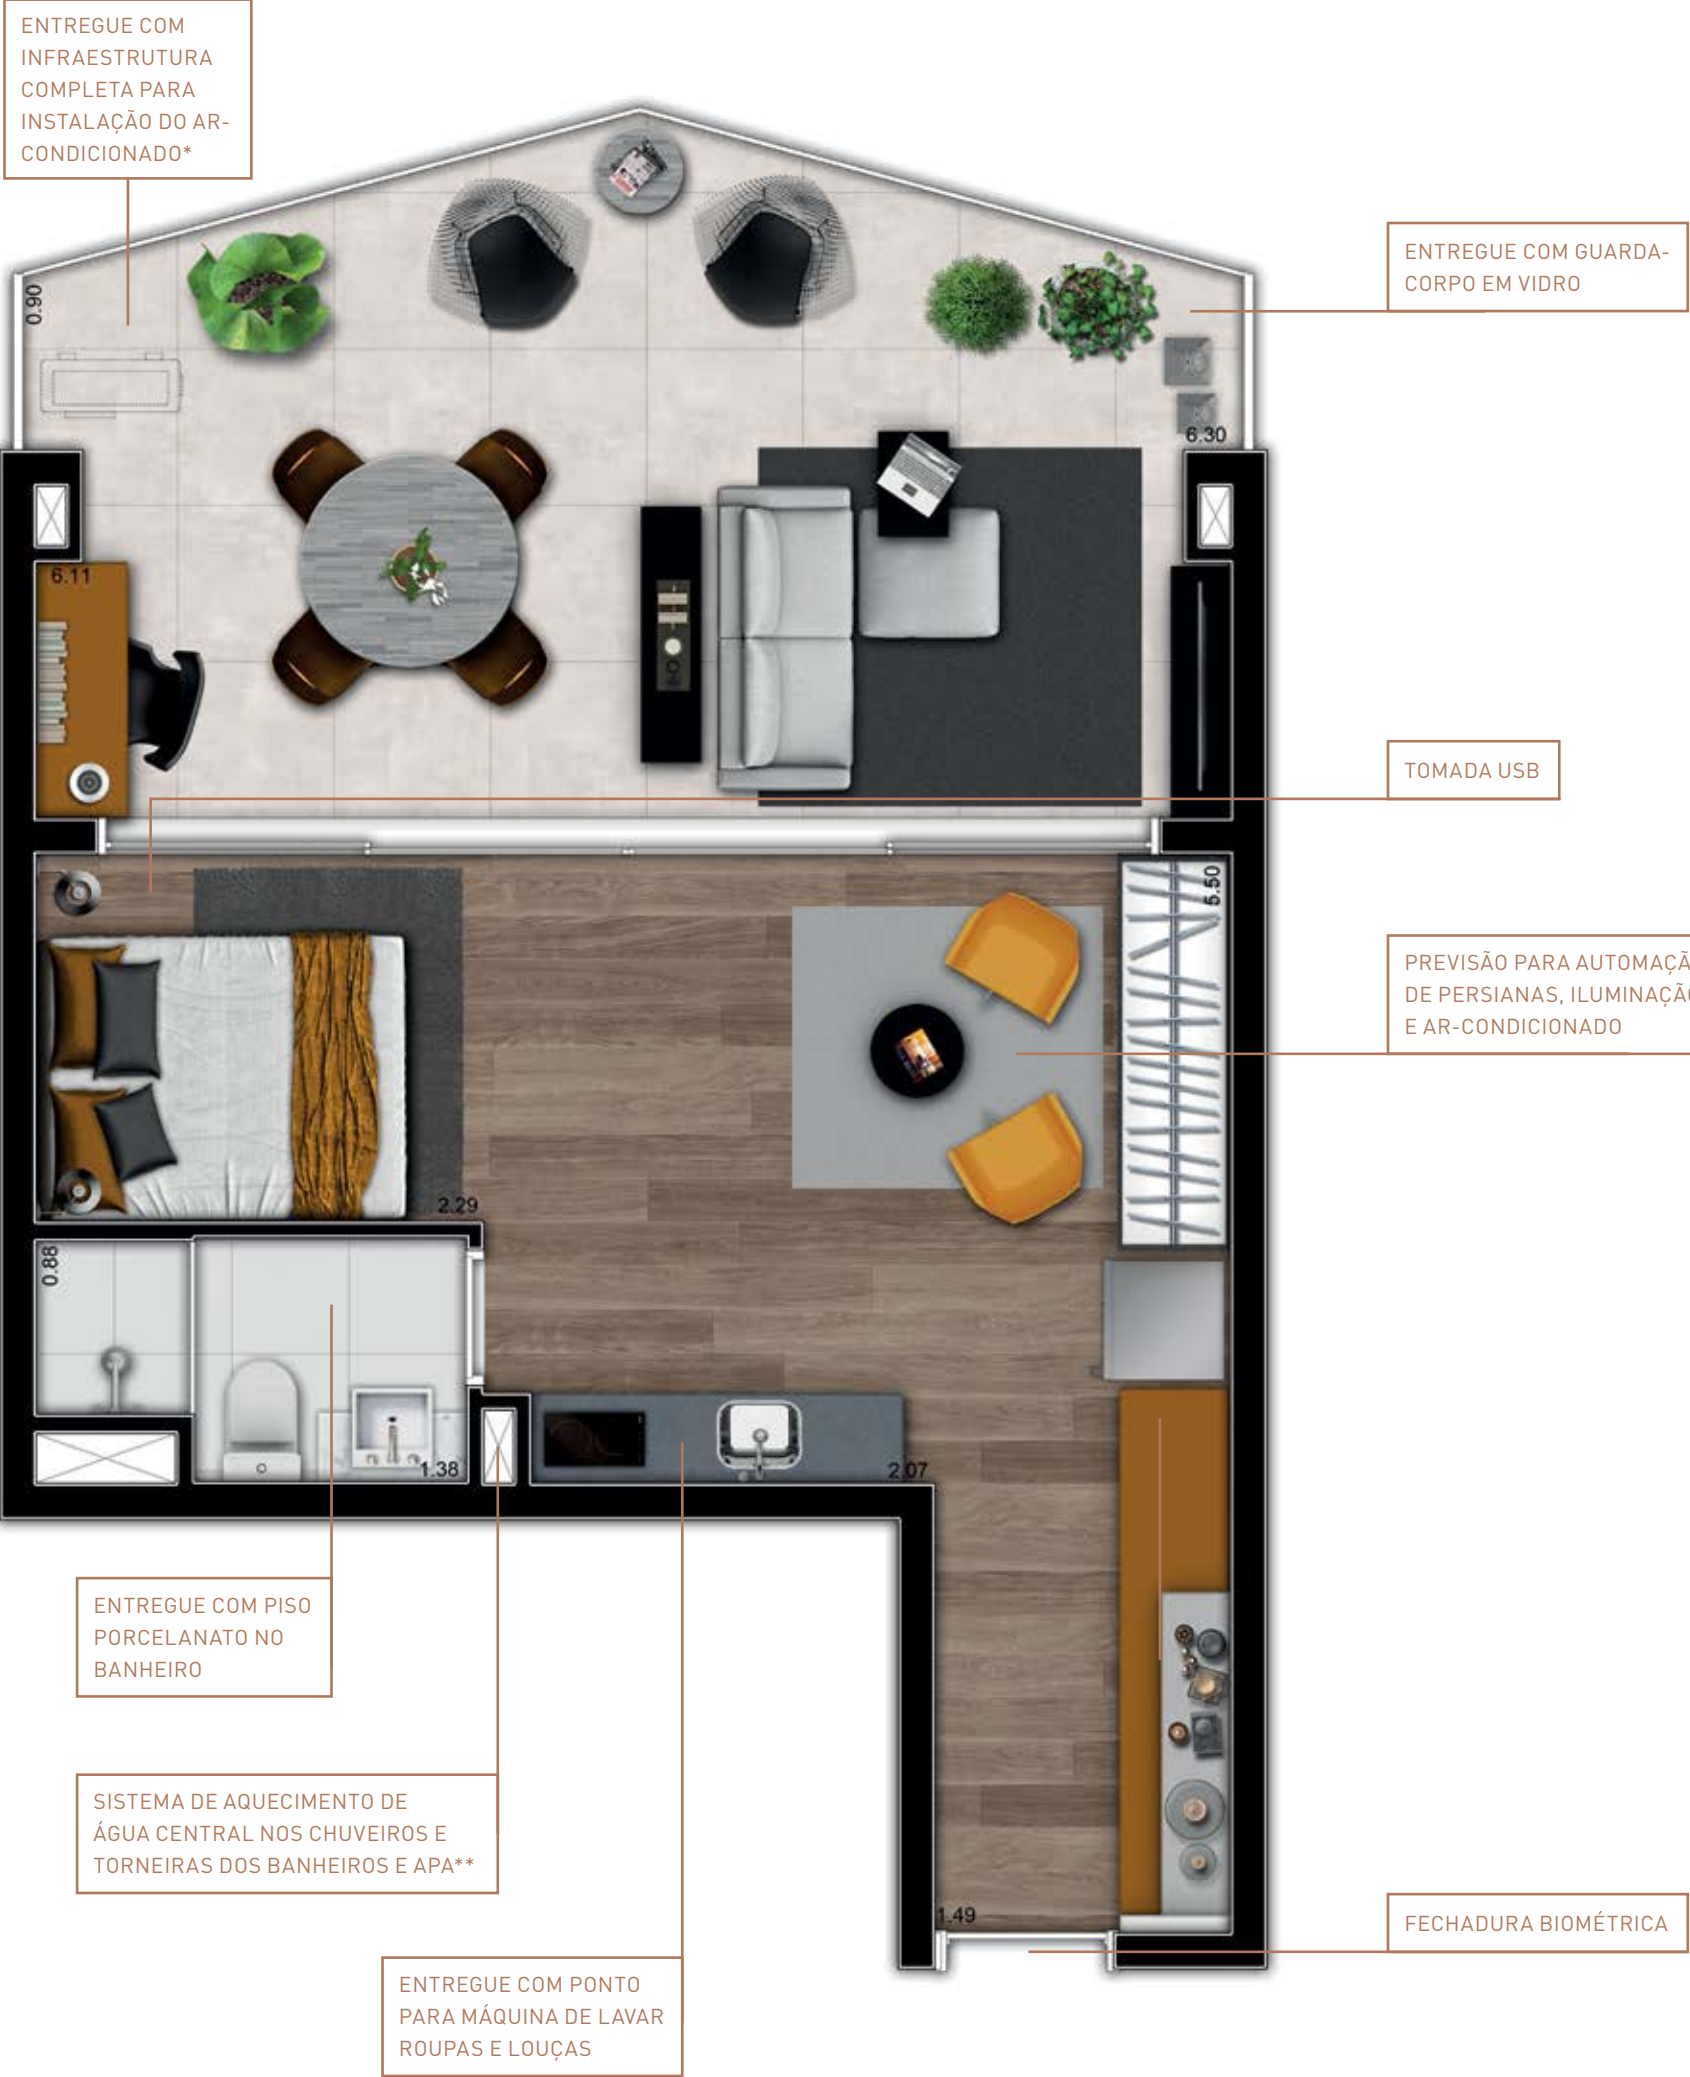 ENTREGUE COM
INFRAESTRUTURA
COMPLETA PARA
INSTALAÇÃO DO AR-
CONDICIONADO*
ENTREGUE COM GUARDA-
CORPO EM VIDRO
0.90
6.30
6.11
TOMADA USB
5.50
PREVISÃO PARA AUTOMAÇÃ
DE PERSIANAS, ILUMINAÇÃO
E AR-CONDICIONADO
2.29
0.88
1.38
2.07
ENTREGUE COM PISO
PORCELANATO NO
BANHEIRO
SISTEMA DE AQUECIMENTO DE
ÁGUA CENTRAL NOS CHUVEIROS E
TORNEIRAS DOS BANHEIROS E APA**
1.49
FECHADURA BIOMÉTRICA
ENTREGUE COM PONTO
PARA MÁQUINA DE LAVAR
ROUPAS E LOUÇAS